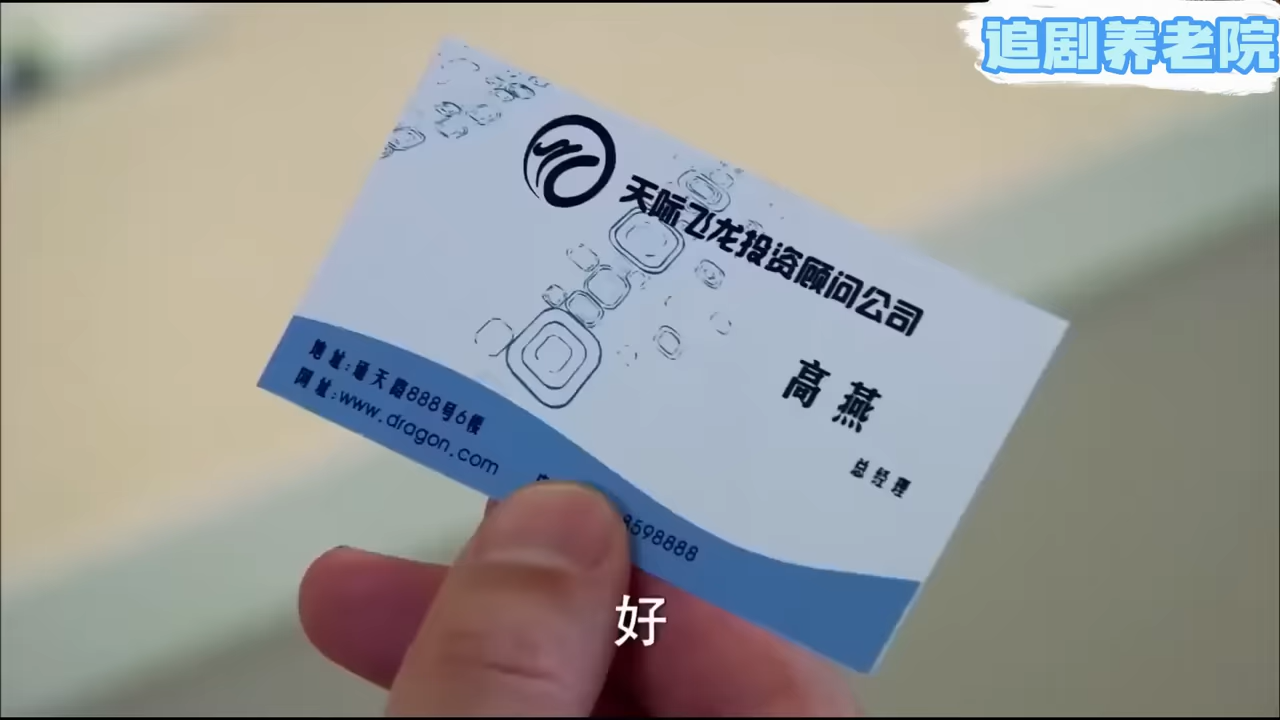 追剧养老院
天际飞龙投资顾问公司
高燕
总经理
地址:通天路888号6楼
网址:www.dragon.com
8598888
好